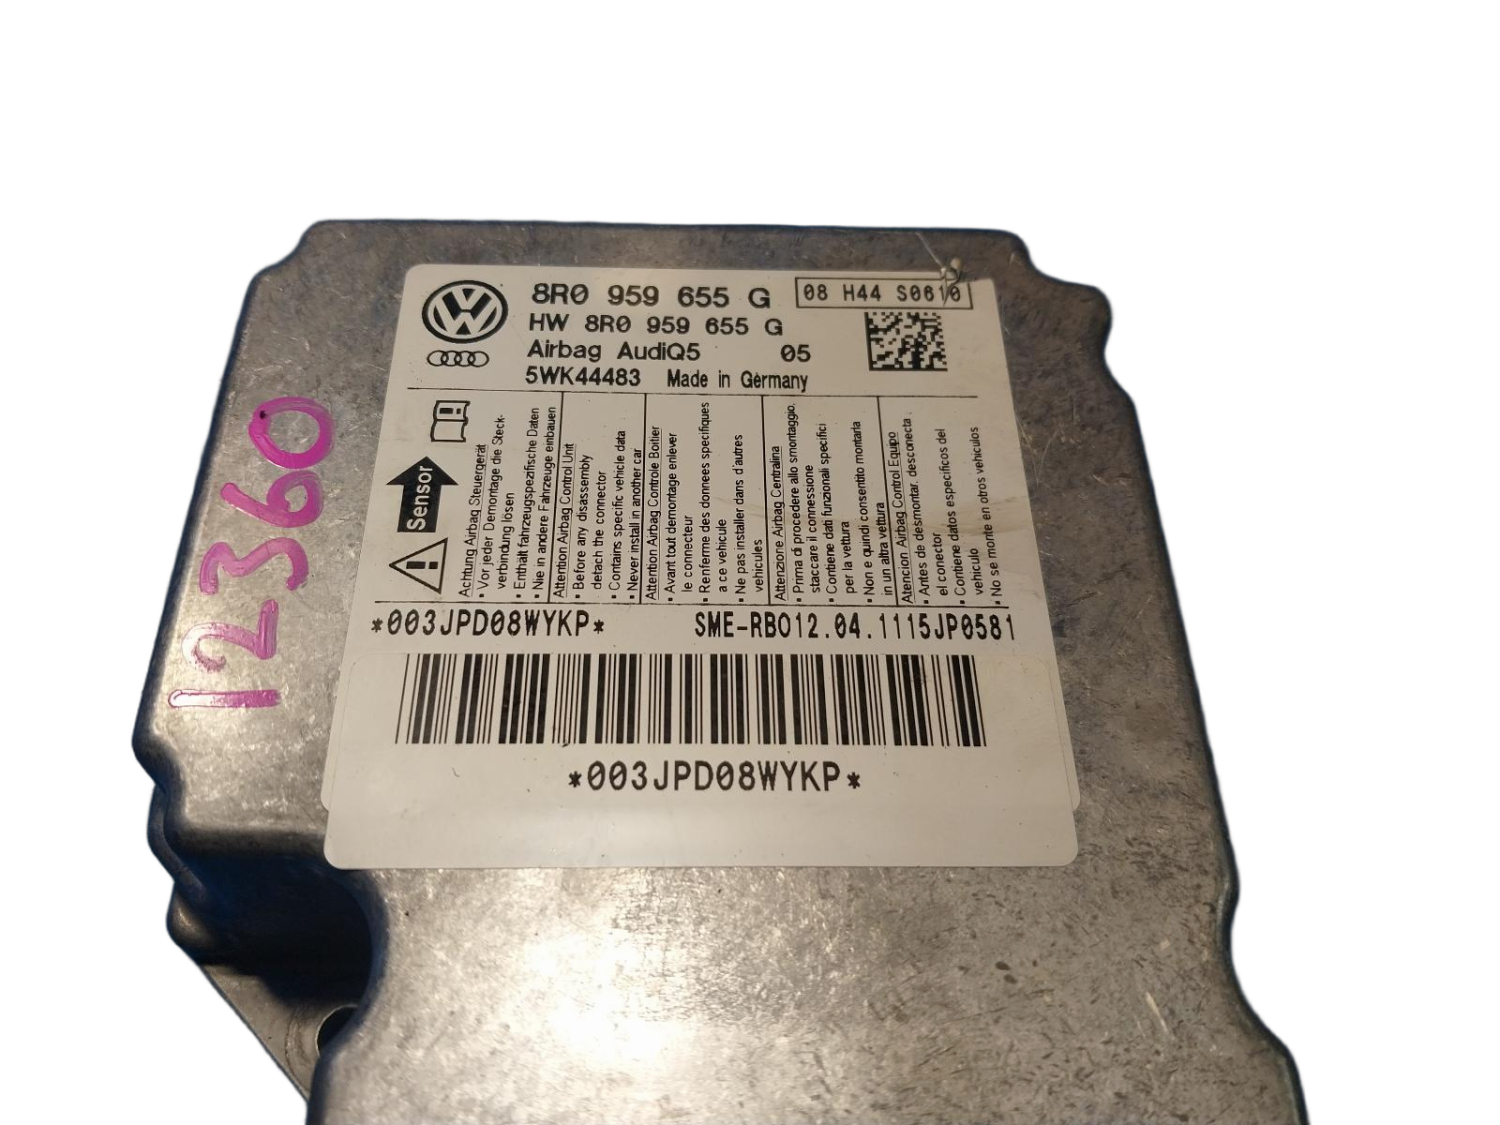 8R0 959 655 G
08 H44 S0610
HW 8R0 959 655 G
Airbag AudiQ5 05
5WK44483 Made in Germany
Sensor
Achtung Airbag Steuergerät
• Vor jeder Demontage die Steck-
verbindung lösen
• Enthält fahrzeugspezifische Daten
• Nie in andere Fahrzeuge einbauen
Attention Airbag Control Unit
• Before any disassembly
detach the connector
• Contains specific vehicle data
• Never install in another car
Attention Airbag Controle Boitier
• Avant tout demontage enlever
le connecteur
• Renferme des donnees specifiques
a ce vehicule
• Ne pas installer dans d'autres
vehicules
Attenzione Airbag Centralina
• Prima di procedere allo smontaggio,
staccare il connessione
• Contiene dati funzionali specifici
per la vettura
• Non e quindi consentito montarla
in un altra vettura
Atencion Airbag Control Equipo
• Antes de desmontar, desconecta
el conector
• Contiene datos especificos del
vehiculo
• No se monte en otros vehiculos
*003JPD08WYKP* SME-RBO12.04.1115JP0581
*003JPD08WYKP*
12360